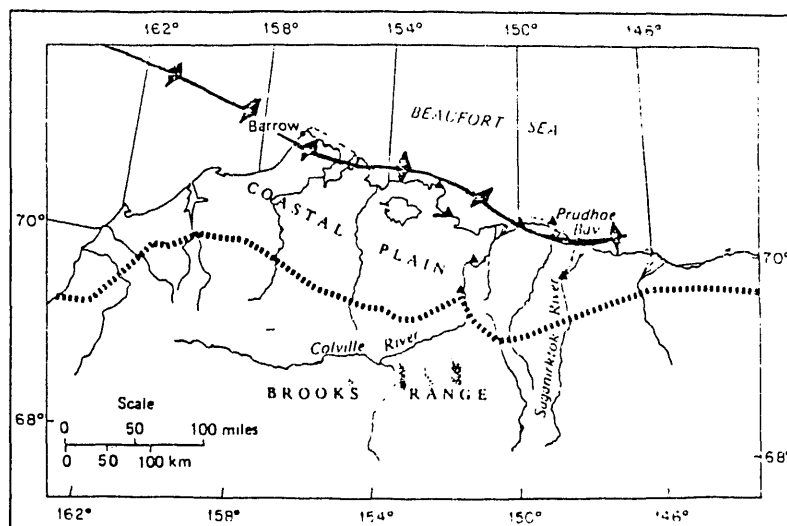 162° 158° 154° 150° 146°
BEAUFORT SEA
Barrow
COASTAL PLAIN
Prudhoe
Bay
70°
70°
Colville River
Sagavirktok River
BROOKS RANGE
Scale
0 50 100 miles
0 50 100 km
68°
68°
162° 158° 154° 150° 146°